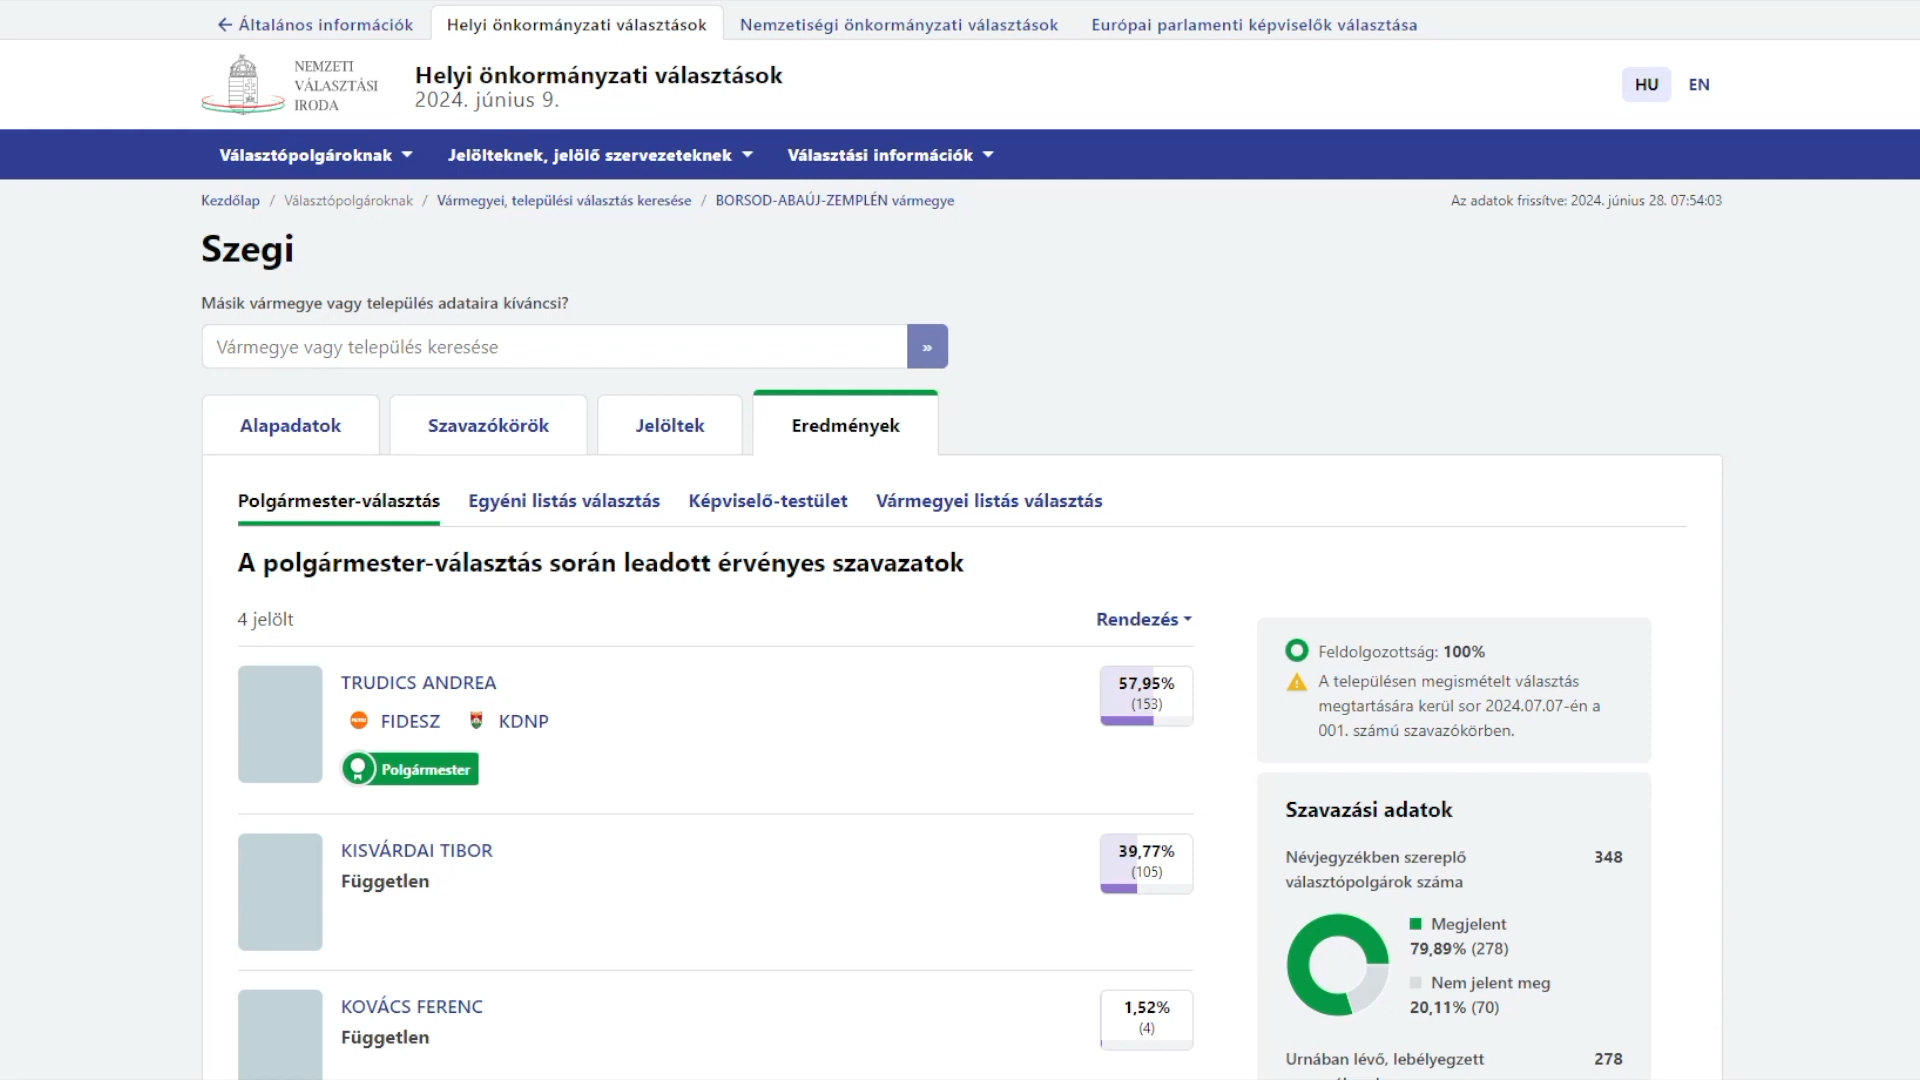 ← Általános információk
Helyi önkormányzati választások
Nemzetiségi önkormányzati választások
Európai parlamenti képviselők választása
NEMZETI
VÁLASZTÁSI
IRODA
Helyi önkormányzati választások
2024. június 9.
HU
EN
Választópolgároknak
Jelölteknek, jelölő szervezeteknek
Választási információk
Kezdőlap / Választópolgároknak / Vármegyei, települési választás keresése / BORSOD-ABAÚJ-ZEMPLÉN vármegye
Az adatok frissítve: 2024. június 28. 07:54:03
Szegi
Másik vármegye vagy település adataira kíváncsi?
Vármegye vagy település keresése
»
Alapadatok
Szavazókörök
Jelöltek
Eredmények
Polgármester-választás
Egyéni listás választás
Képviselő-testület
Vármegyei listás választás
A polgármester-választás során leadott érvényes szavazatok
4 jelölt
Rendezés
TRUDICS ANDREA
FIDESZ
KDNP
Polgármester
57,95%
(153)
KISVÁRDAI TIBOR
Független
39,77%
(105)
KOVÁCS FERENC
Független
1,52%
(4)
Feldolgozottság: 100%
A településen megismételt választás
megtartására kerül sor 2024.07.07-én a
001. számú szavazókörben.
Szavazási adatok
Névjegyzékben szereplő
választópolgárok száma
348
Megjelent
79,89% (278)
Nem jelent meg
20,11% (70)
Urnában lévő, lebélyegzett
278